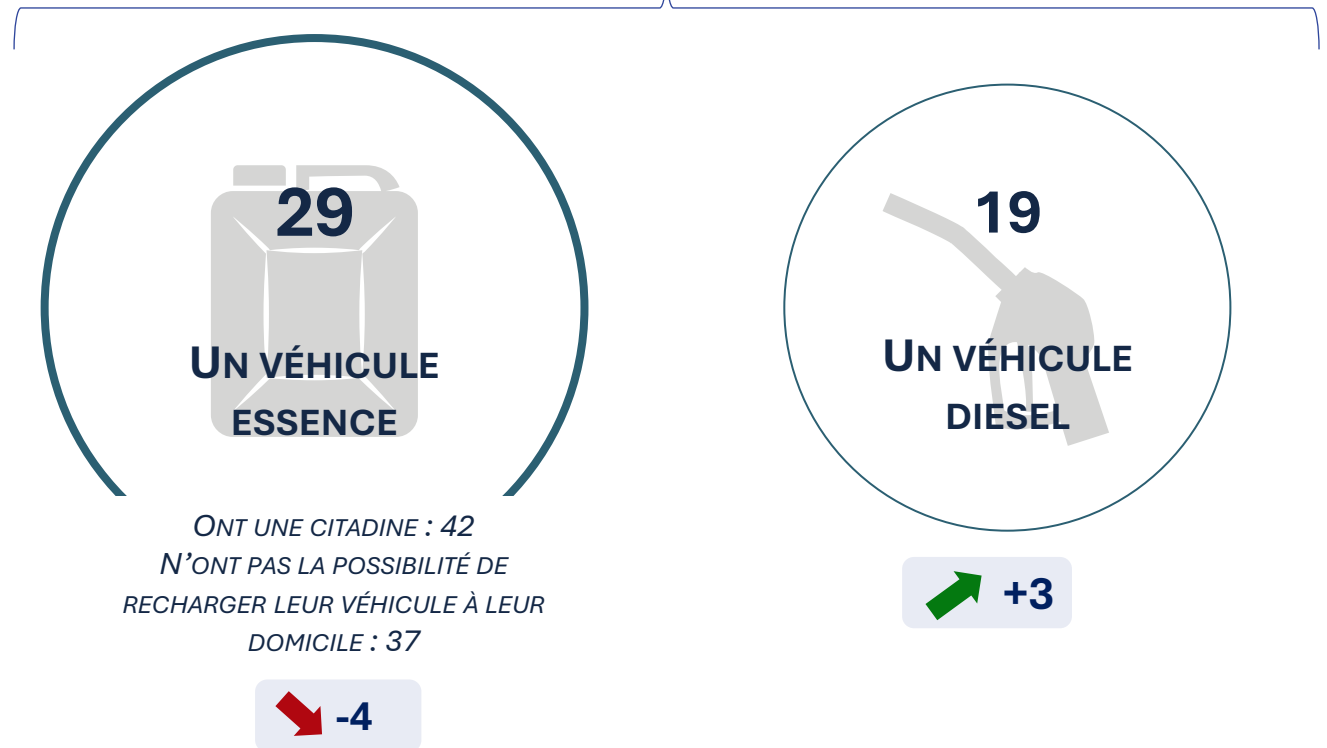 29
UN VÉHICULE
ESSENCE
ONT UNE CITADINE : 42
N’ONT PAS LA POSSIBILITÉ DE
RECHARGER LEUR VÉHICULE À LEUR
DOMICILE : 37
-4
19
UN VÉHICULE
DIESEL
+3